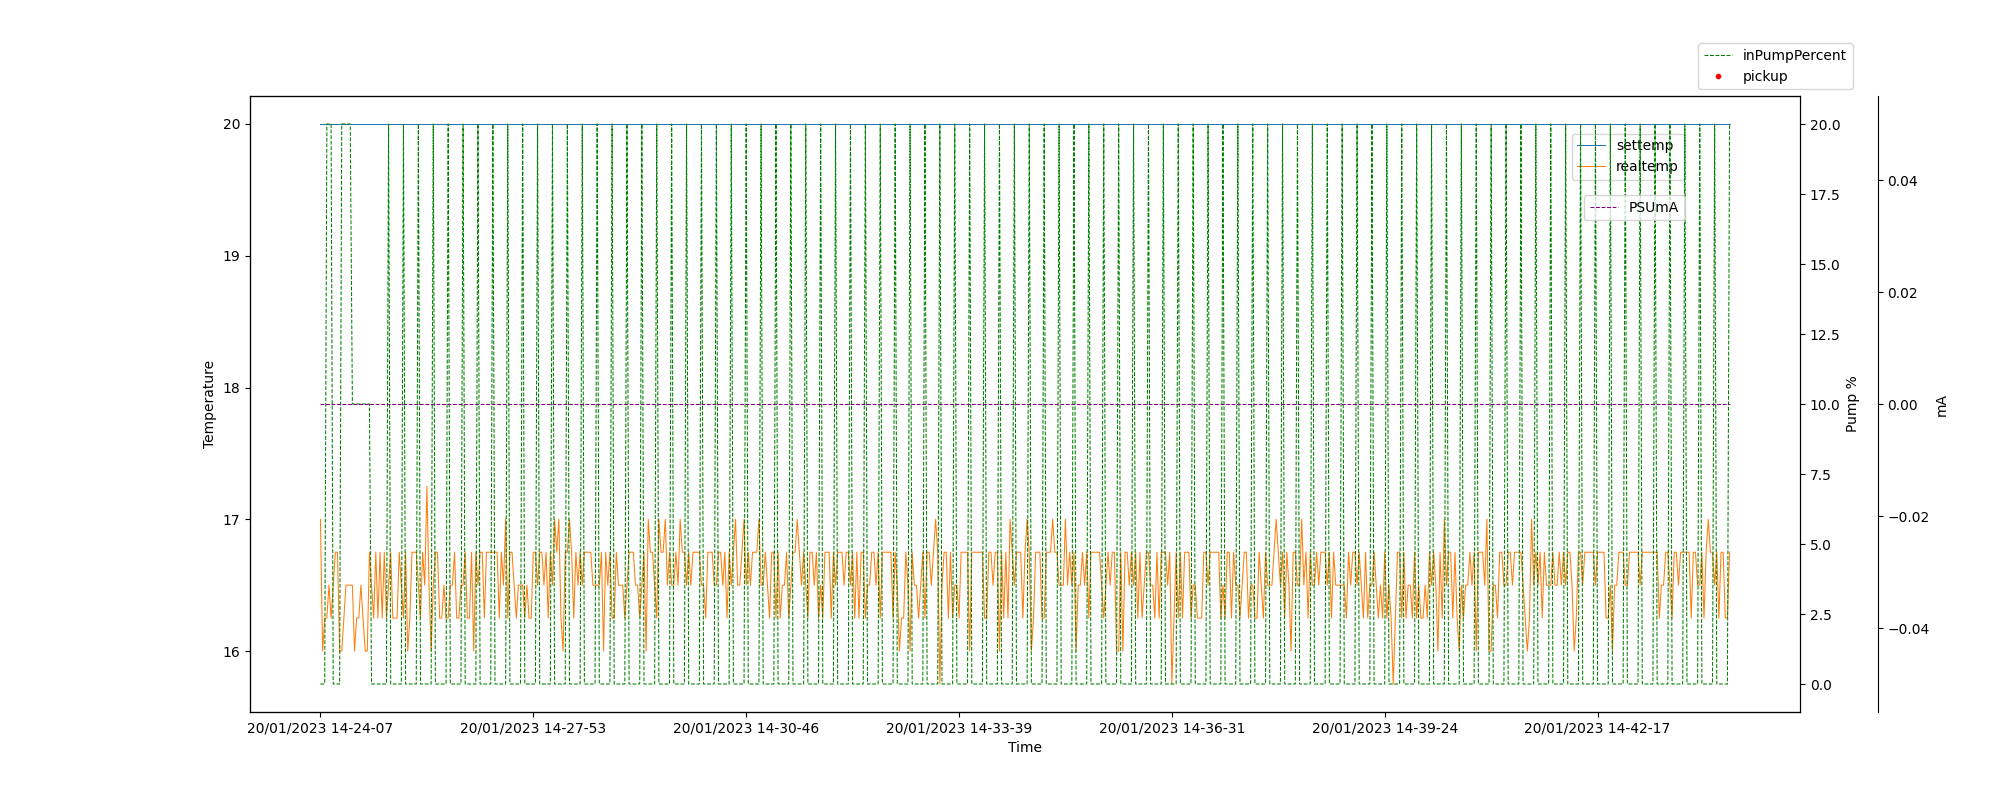 inPumpPercent
pickup
settemp
realtemp
PSUmA
20
19
18
17
16
Temperature
20.0
17.5
15.0
12.5
10.0
7.5
5.0
2.5
0.0
Pump %
0.04
0.02
0.00
−0.02
−0.04
mA
20/01/2023 14-24-07
20/01/2023 14-27-53
20/01/2023 14-30-46
20/01/2023 14-33-39
20/01/2023 14-36-31
20/01/2023 14-39-24
20/01/2023 14-42-17
Time